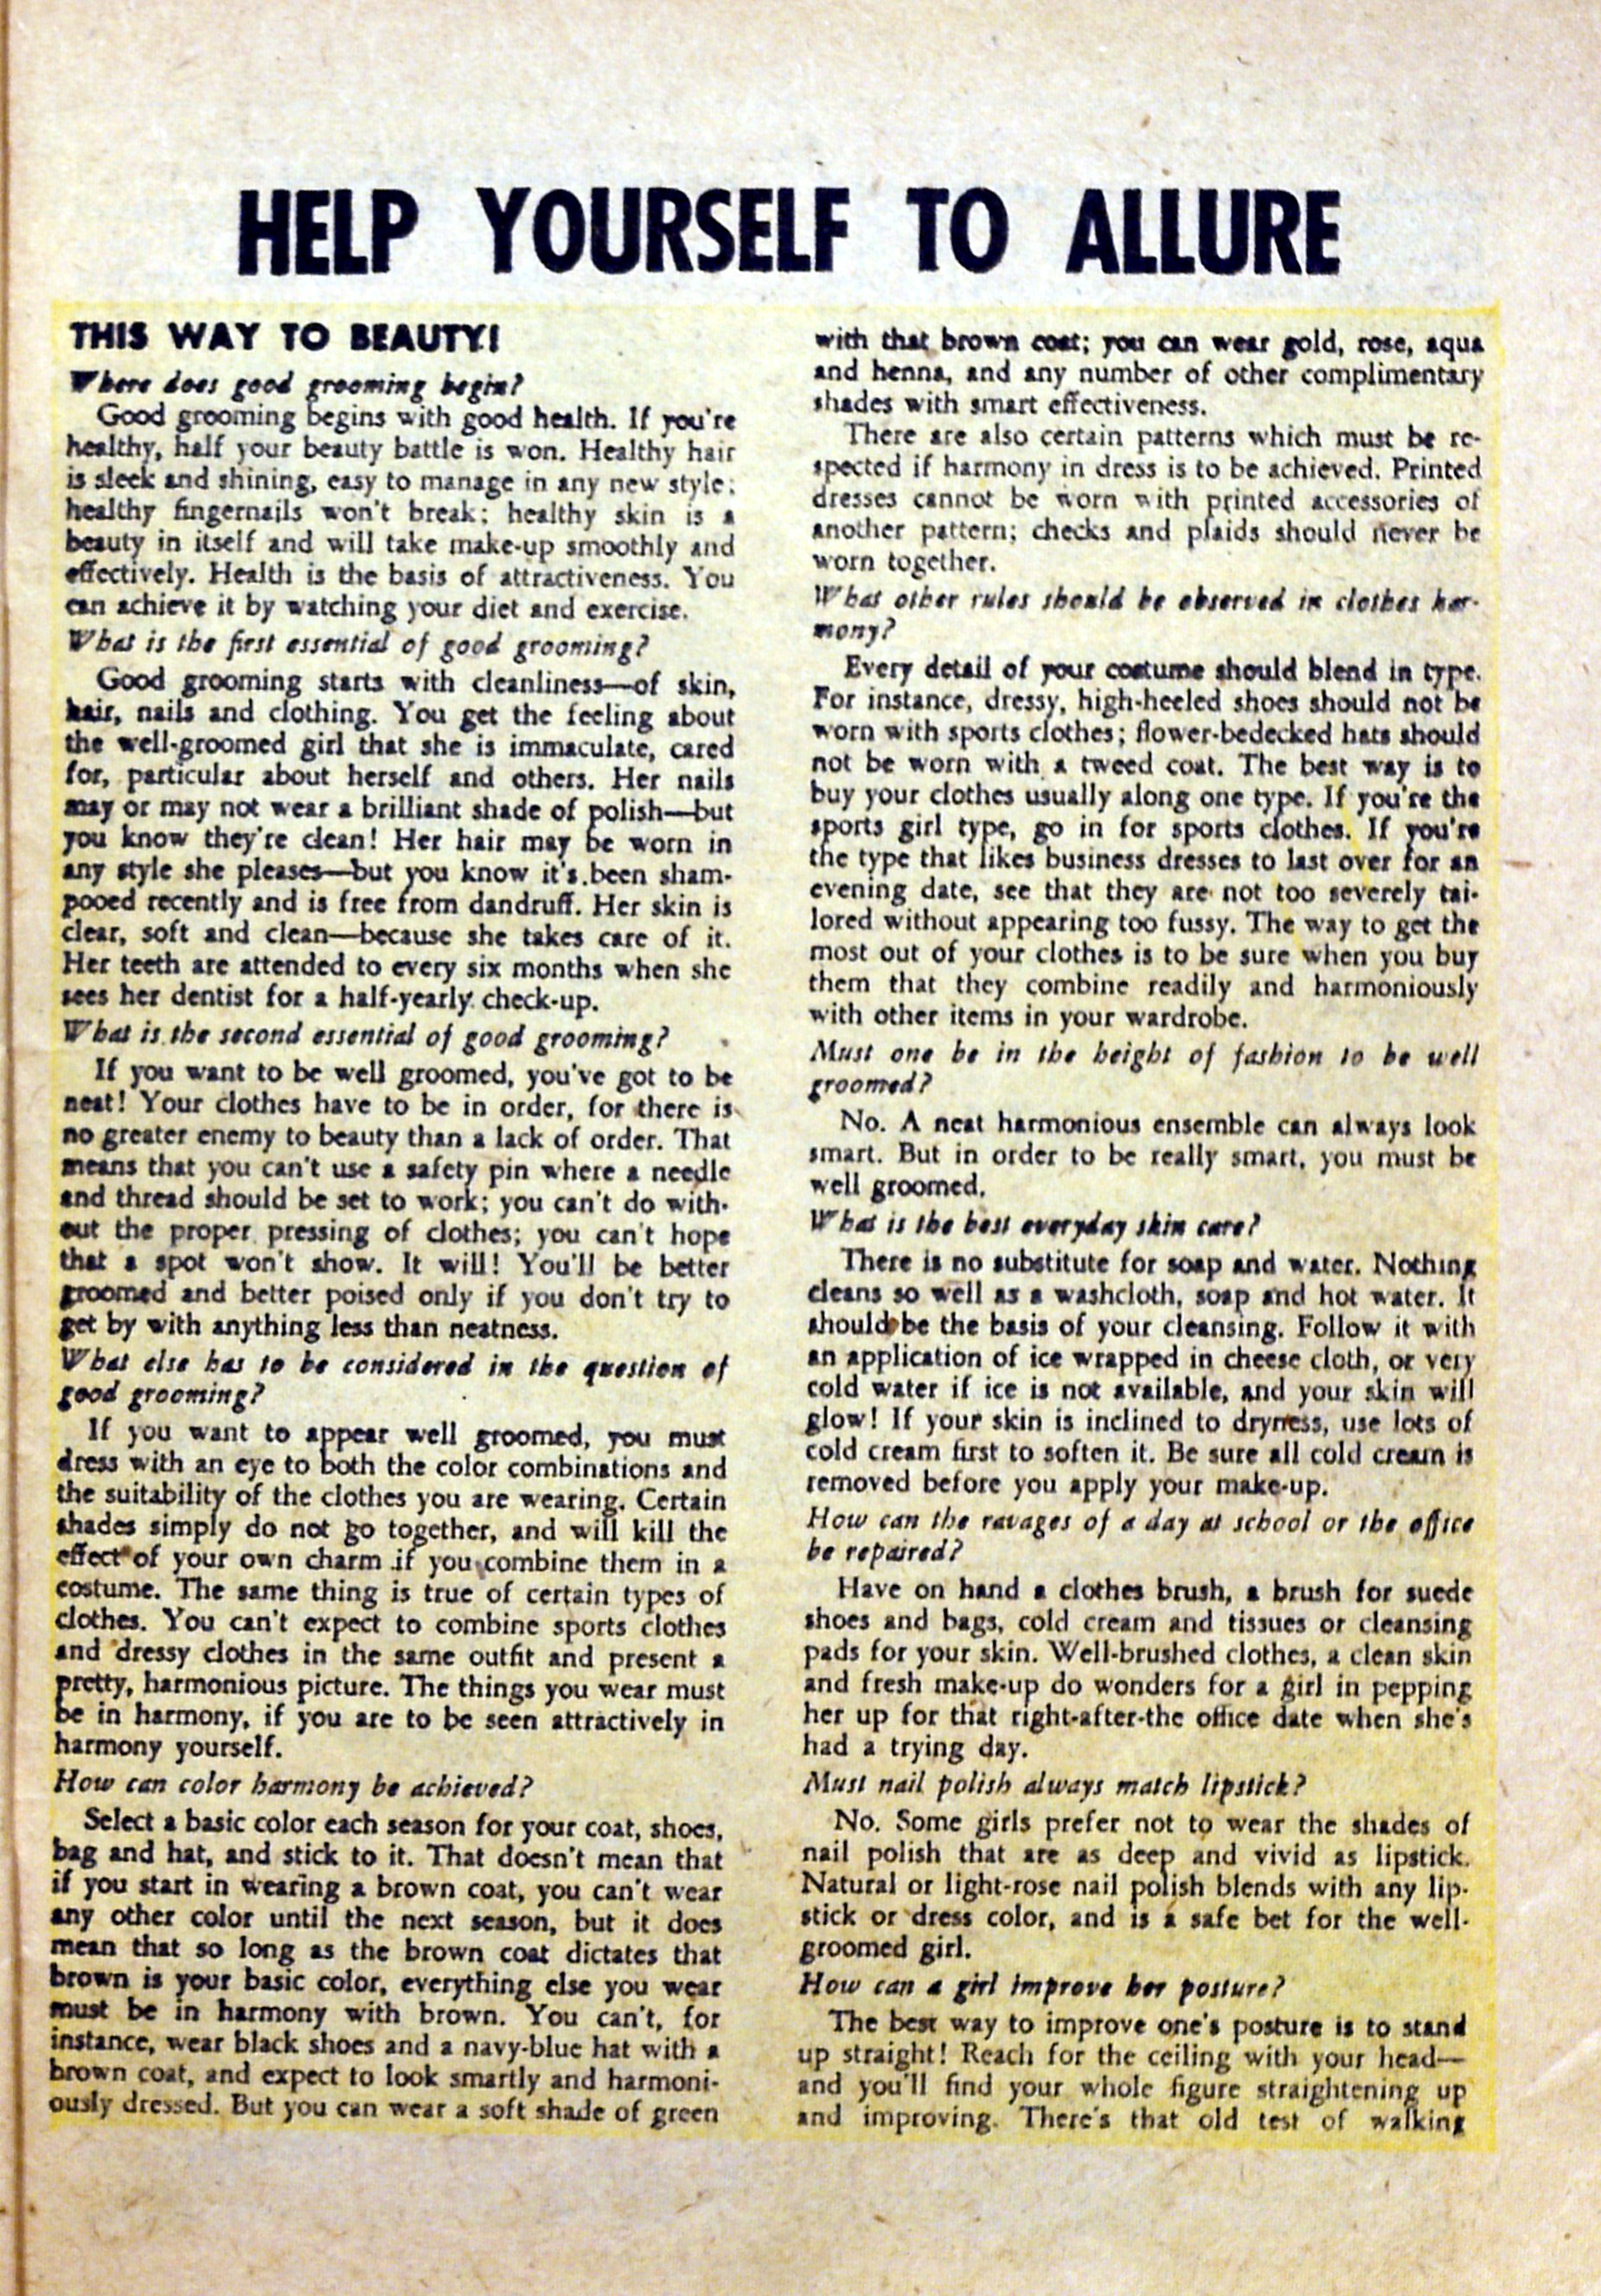 HELP YOURSELF TO ALLURE
THIS WAY TO BEAUTY!
Where does good grooming begin?
Good grooming begins with good health. If you're
healthy, half your beauty battle is won. Healthy hair
is sleek and shining, easy to manage in any new style;
healthy fingernails won't break; healthy skin is a
beauty in itself and will take make-up smoothly and
effectively. Health is the basis of attractiveness. You
can achieve it by watching your diet and exercise.
What is the first essential of good grooming?
Good grooming starts with cleanliness—of skin,
hair, nails and clothing. You get the feeling about
the well-groomed girl that she is immaculate, cared
for, particular about herself and others. Her nails
may or may not wear a brilliant shade of polish—but
you know they're clean! Her hair may be worn in
any style she pleases—but you know it's been sham-
pooed recently and is free from dandruff. Her skin is
clear, soft and clean—because she takes care of it.
Her teeth are attended to every six months when she
sees her dentist for a half-yearly check-up.
What is the second essential of good grooming?
If you want to be well groomed, you've got to be
neat! Your clothes have to be in order, for there is
no greater enemy to beauty than a lack of order. That
means that you can't use a safety pin where a needle
and thread should be set to work; you can't do with-
out the proper pressing of clothes; you can't hope
that a spot won't show. It will! You'll be better
groomed and better poised only if you don't try to
get by with anything less than neatness.
What else has to be considered in the question of
good grooming?
If you want to appear well groomed, you must
dress with an eye to both the color combinations and
the suitability of the clothes you are wearing. Certain
shades simply do not go together, and will kill the
effect of your own charm if you combine them in a
costume. The same thing is true of certain types of
clothes. You can't expect to combine sports clothes
and dressy clothes in the same outfit and present a
pretty, harmonious picture. The things you wear must
be in harmony, if you are to be seen attractively in
harmony yourself.
How can color harmony be achieved?
Select a basic color each season for your coat, shoes,
bag and hat, and stick to it. That doesn't mean that
if you start in wearing a brown coat, you can't wear
any other color until the next season, but it does
mean that so long as the brown coat dictates that
brown is your basic color, everything else you wear
must be in harmony with brown. You can't, for
instance, wear black shoes and a navy-blue hat with a
brown coat, and expect to look smartly and harmoni-
ously dressed. But you can wear a soft shade of green
with that brown coat; you can wear gold, rose, aqua
and henna, and any number of other complimentary
shades with smart effectiveness.
There are also certain patterns which must be re-
spected if harmony in dress is to be achieved. Printed
dresses cannot be worn with printed accessories of
another pattern; checks and plaids should never be
worn together.
What other rules should be observed in clothes har-
mony?
Every detail of your costume should blend in type.
For instance, dressy, high-heeled shoes should not be
worn with sports clothes; flower-bedecked hats should
not be worn with a tweed coat. The best way is to
buy your clothes usually along one type. If you're the
sports girl type, go in for sports clothes. If you're
the type that likes business dresses to last over for an
evening date, see that they are not too severely tai-
lored without appearing too fussy. The way to get the
most out of your clothes is to be sure when you buy
them that they combine readily and harmoniously
with other items in your wardrobe.
Must one be in the height of fashion to be well
groomed?
No. A neat harmonious ensemble can always look
smart. But in order to be really smart, you must be
well groomed.
What is the best everyday skin care?
There is no substitute for soap and water. Nothing
cleans so well as a washcloth, soap and hot water. It
should be the basis of your cleansing. Follow it with
an application of ice wrapped in cheese cloth, or very
cold water if ice is not available, and your skin will
glow! If your skin is inclined to dryness, use lots of
cold cream first to soften it. Be sure all cold cream is
removed before you apply your make-up.
How can the ravages of a day at school or the office
be repaired?
Have on hand a clothes brush, a brush for suede
shoes and bags, cold cream and tissues or cleansing
pads for your skin. Well-brushed clothes, a clean skin
and fresh make-up do wonders for a girl in pepping
her up for that right-after-the office date when she's
had a trying day.
Must nail polish always match lipstick?
No. Some girls prefer not to wear the shades of
nail polish that are as deep and vivid as lipstick.
Natural or light-rose nail polish blends with any lip-
stick or dress color, and is a safe bet for the well-
groomed girl.
How can a girl improve her posture?
The best way to improve one's posture is to stand
up straight! Reach for the ceiling with your head—
and you'll find your whole figure straightening up
and improving. There's that old test of walking